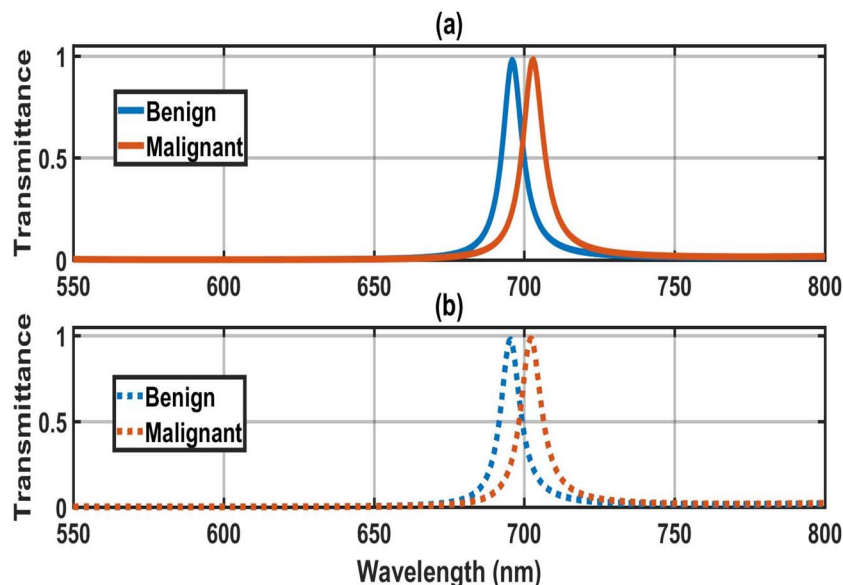 (a)
Transmittance
1
0.5
0
Benign
Malignant
550 600 650 700 750 800
(b)
Transmittance
1
0.5
0
Benign
Malignant
550 600 650 700 750 800
Wavelength (nm)